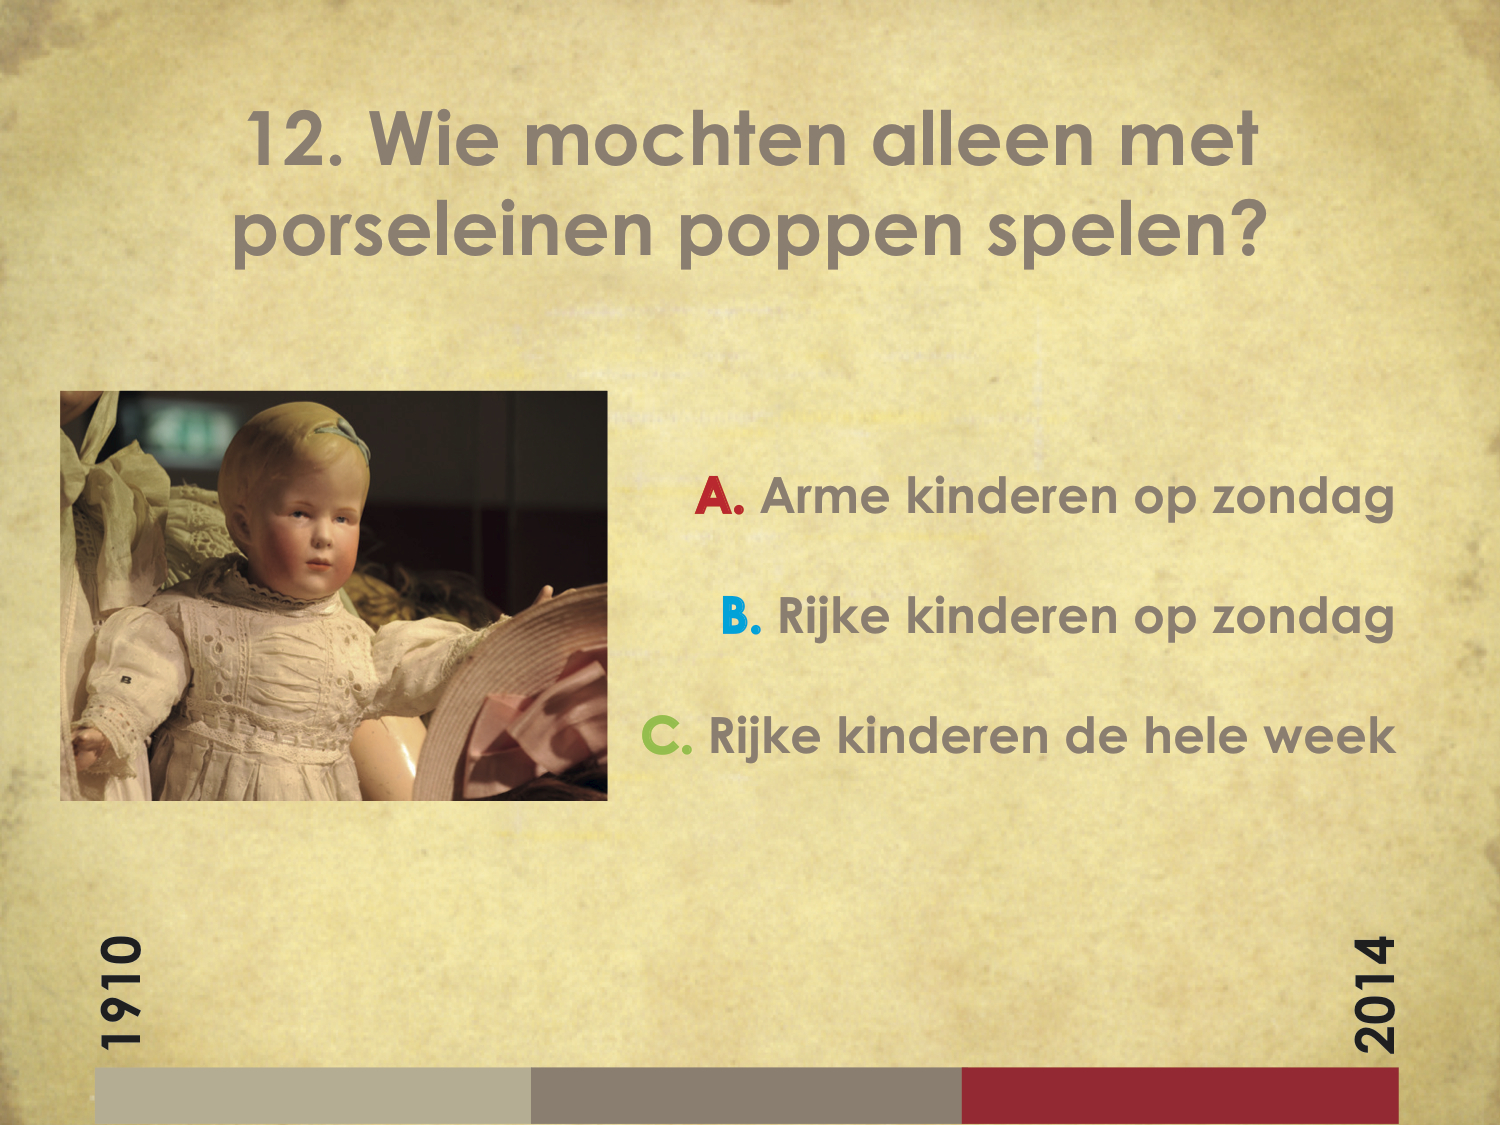 12. Wie mochten alleen met
porseleinen poppen spelen?
A. Arme kinderen op zondag
B. Rijke kinderen op zondag
C. Rijke kinderen de hele week
B
1910
2014